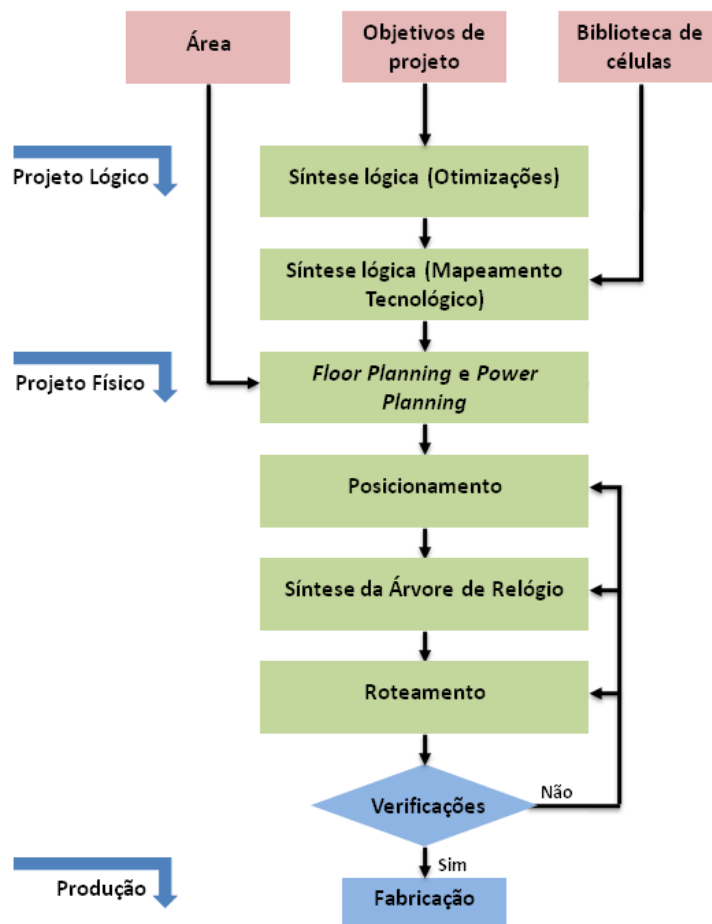 Área
Objetivos de
projeto
Biblioteca de
células
Projeto Lógico
Síntese lógica (Otimizações)
Síntese lógica (Mapeamento
Tecnológico)
Projeto Físico
Floor Planning e Power
Planning
Posicionamento
Síntese da Árvore de Relógio
Roteamento
Verificações
Não
Sim
Produção
Fabricação